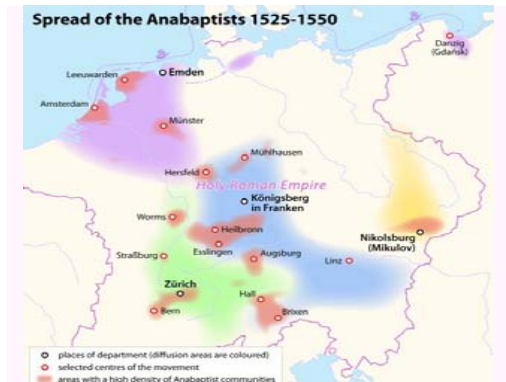 Spread of the Anabaptists 1525-1550
Danzig
(Gdańsk)
Leeuwarden
Emden
Amsterdam
Münster
Mühlhausen
Hersfeld
Holy Roman Empire
Königsberg
in Franken
Worms
Heilbronn
Nikolsburg
(Mikulov)
Esslingen
Straßburg
Augsburg
Linz
Zürich
Hall
Bern
Brixen
places of department (diffusion areas are coloured)
selected centres of the movement
areas with a high density of Anabaptist communities